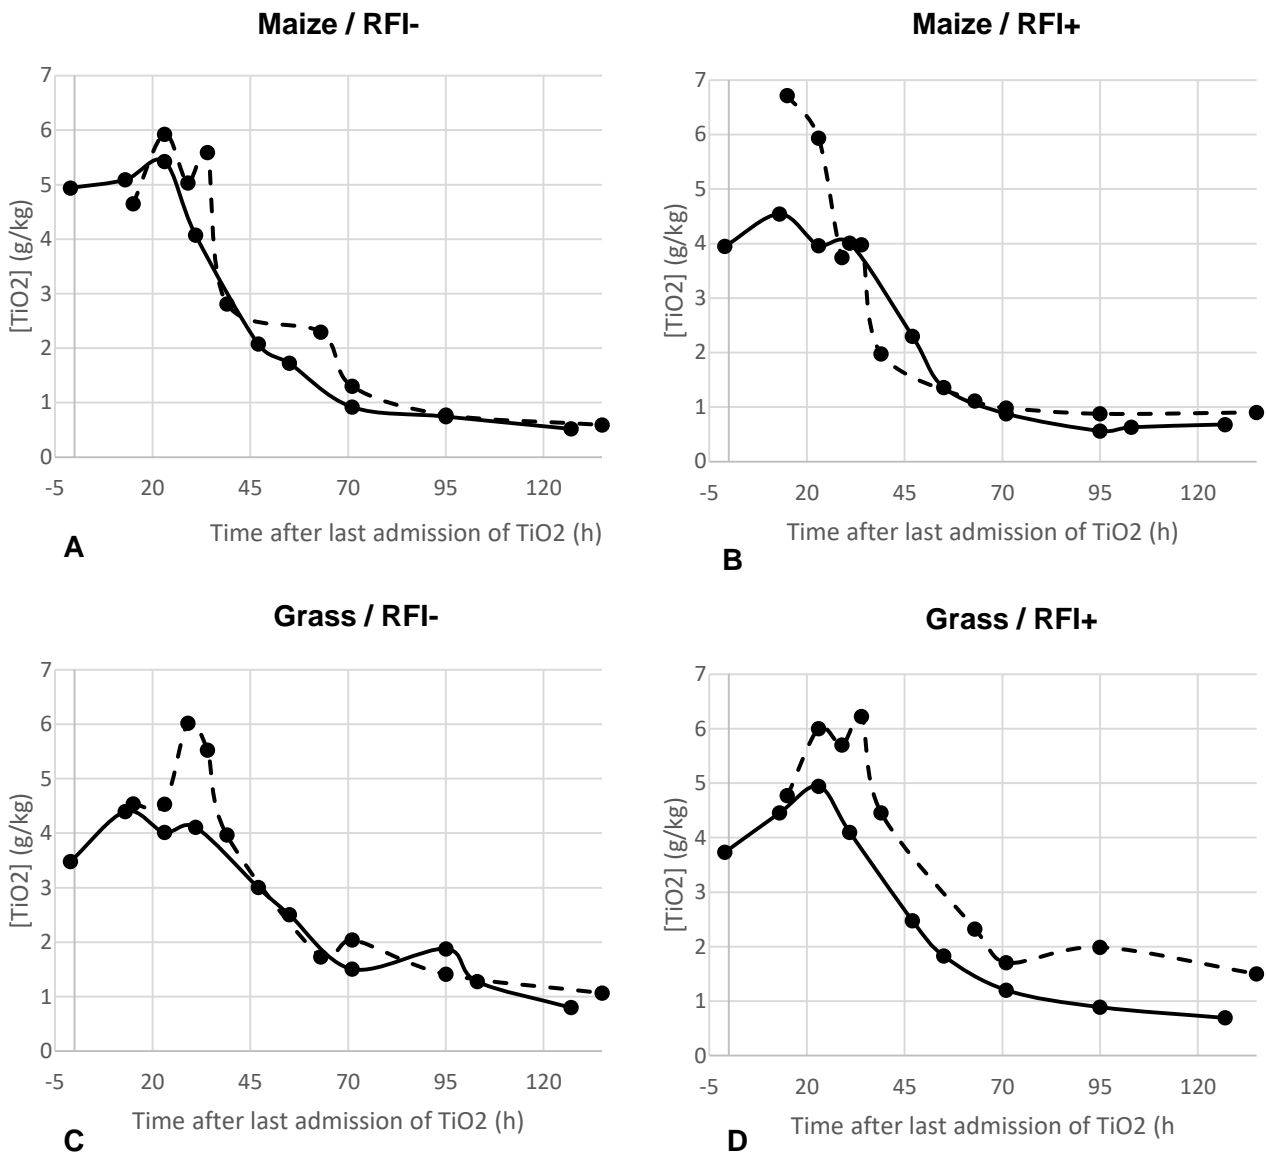 Maize / RFI-
7
6
5
4
3
2
1
0
[TiO2] (g/kg)
-5 20 45 70 95 120
Time after last admission of TiO2 (h)
A
Maize / RFI+
7
6
5
4
3
2
1
0
[TiO2] (g/kg)
-5 20 45 70 95 120
Time after last admission of TiO2 (h)
B
Grass / RFI-
7
6
5
4
3
2
1
0
[TiO2] (g/kg)
-5 20 45 70 95 120
Time after last admission of TiO2 (h)
C
Grass / RFI+
7
6
5
4
3
2
1
0
[TiO2] (g/kg)
-5 20 45 70 95 120
Time after last admission of TiO2 (h
D